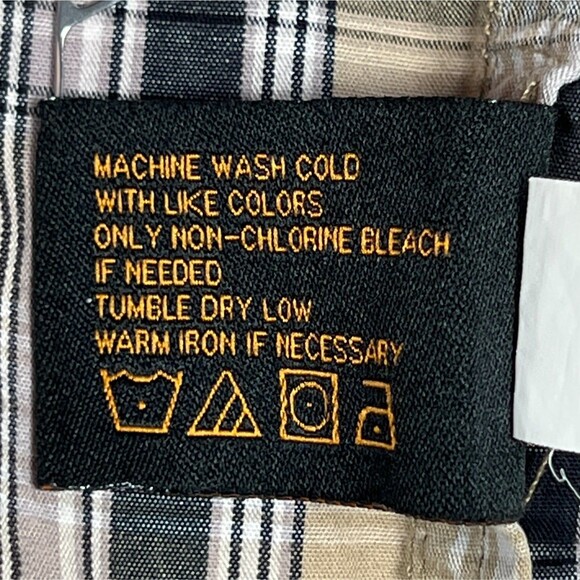 MACHINE WASH COLD
WITH LIKE COLORS
ONLY NON-CHLORINE BLEACH
IF NEEDED
TUMBLE DRY LOW
WARM IRON IF NECESSARY